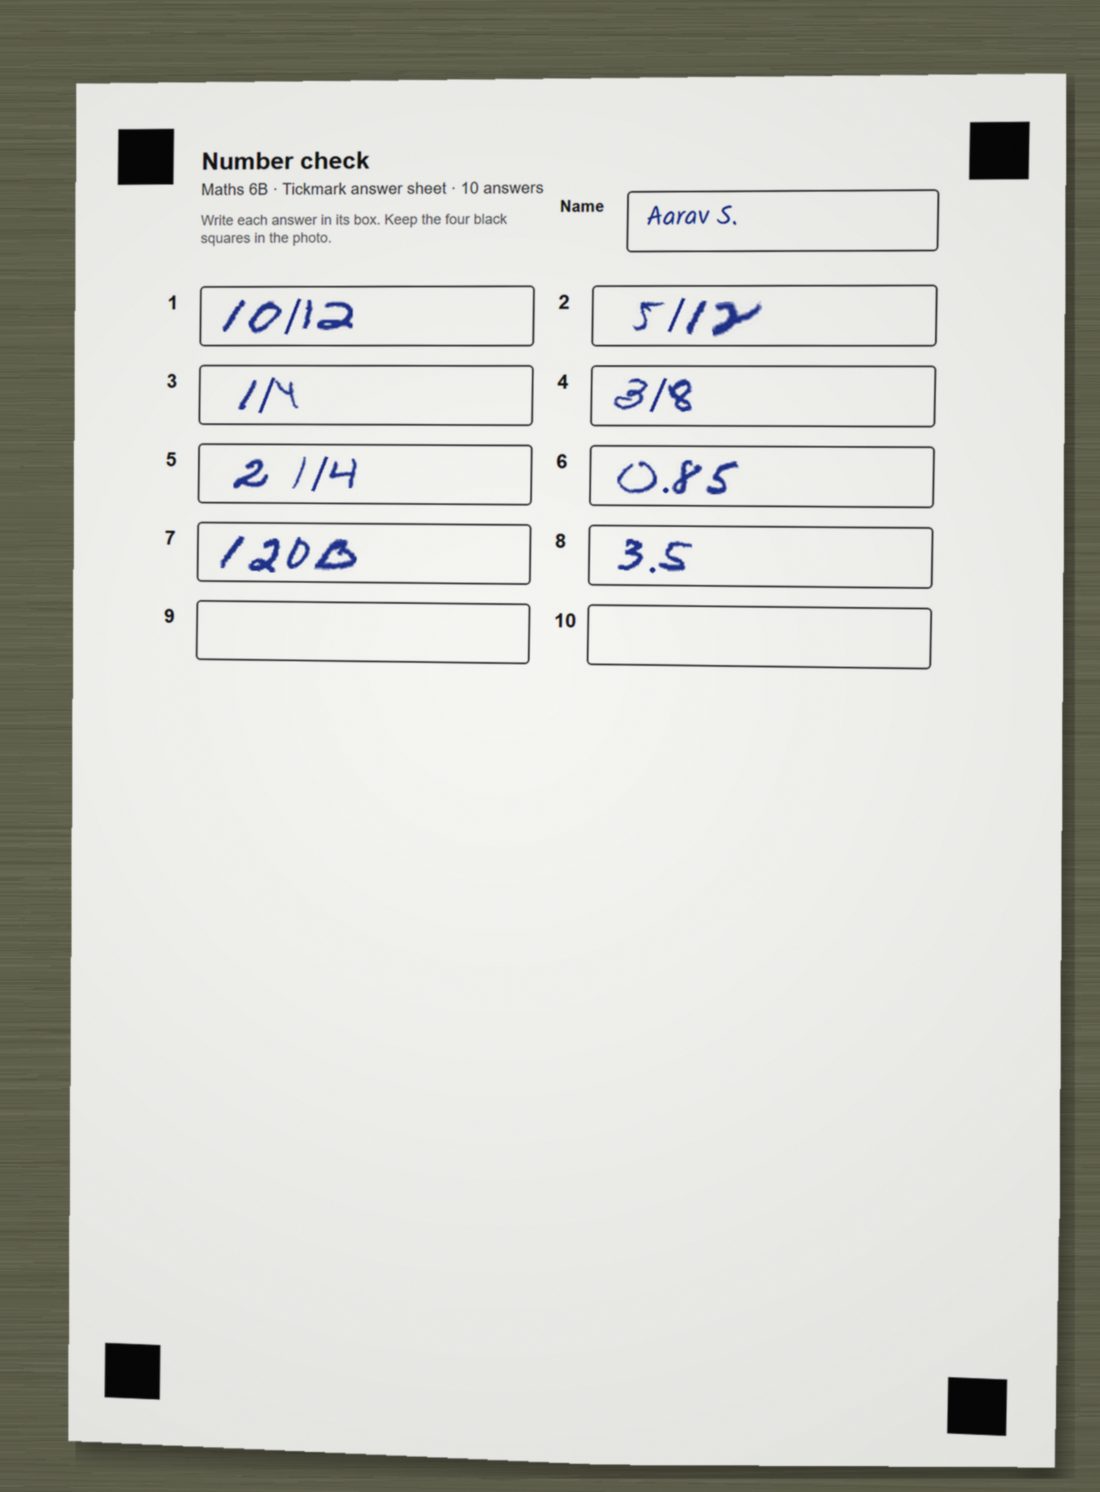 Number check
Maths 6B · Tickmark answer sheet · 10 answers
Write each answer in its box. Keep the four black
squares in the photo.
Name Aarav S.
1 10/12
2 5/12
3 1/4
4 3/8
5 2 1/4
6 0.85
7 120B
8 3.5
9
10